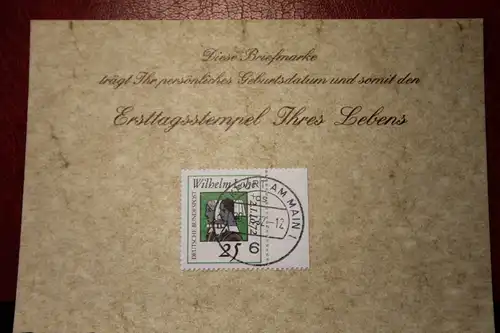 Diese Briefmarke
trägt Ihr persönliches Geburtsdatum und somit den
Ersttagsstempel Ihres Lebens
Wilhelm Löhe
DEUTSCHE BUNDESPOST
25
AM MAIN 1
-12
6